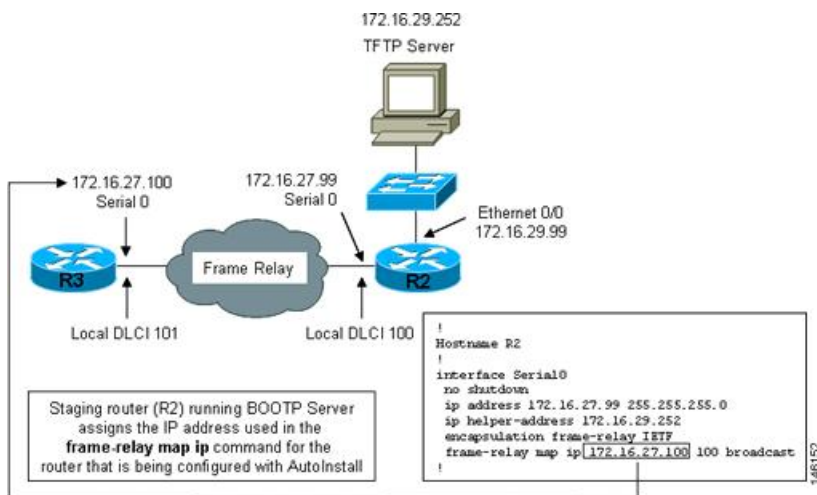 172.16.29.252
TFTP Server
172.16.27.100
Serial 0
172.16.27.99
Serial 0
Ethernet 0/0
172.16.29.99
R3
Frame Relay
R2
Local DLCI 101
Local DLCI 100
Staging router (R2) running BOOTP Server
assigns the IP address used in the
frame-relay map ip command for the
router that is being configured with AutoInstall
!
Hostname R2
!
interface Serial0
no shutdown
ip address 172.16.27.99 255.255.255.0
ip helper-address 172.16.29.252
encapsulation frame-relay IETF
frame-relay map ip 172.16.27.100 100 broadcast
!
146152